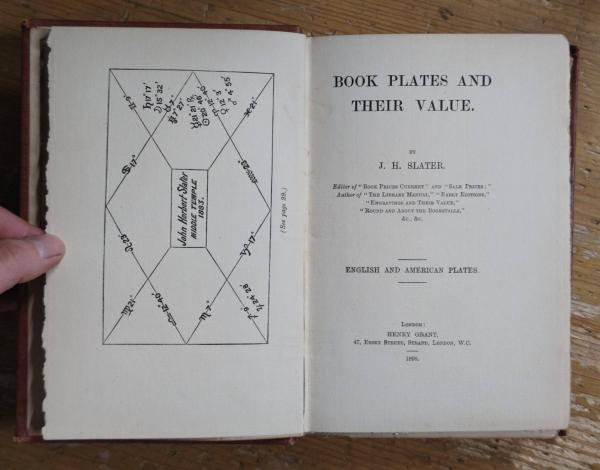 John Herbert Slater
MIDDLE TEMPLE
1883.
(See page 29.)
BOOK PLATES AND
THEIR VALUE.
BY
J. H. SLATER.
Editor of "Book Prices Current" and "Sale Prices;"
Author of "The Library Manual," "Early Editions,"
"Engravings and Their Value,"
"Round and About the Bookstalls,"
&c., &c.
ENGLISH AND AMERICAN PLATES.
London:
HENRY GRANT,
47, Essex Street, Strand, London, W.C.
1898.